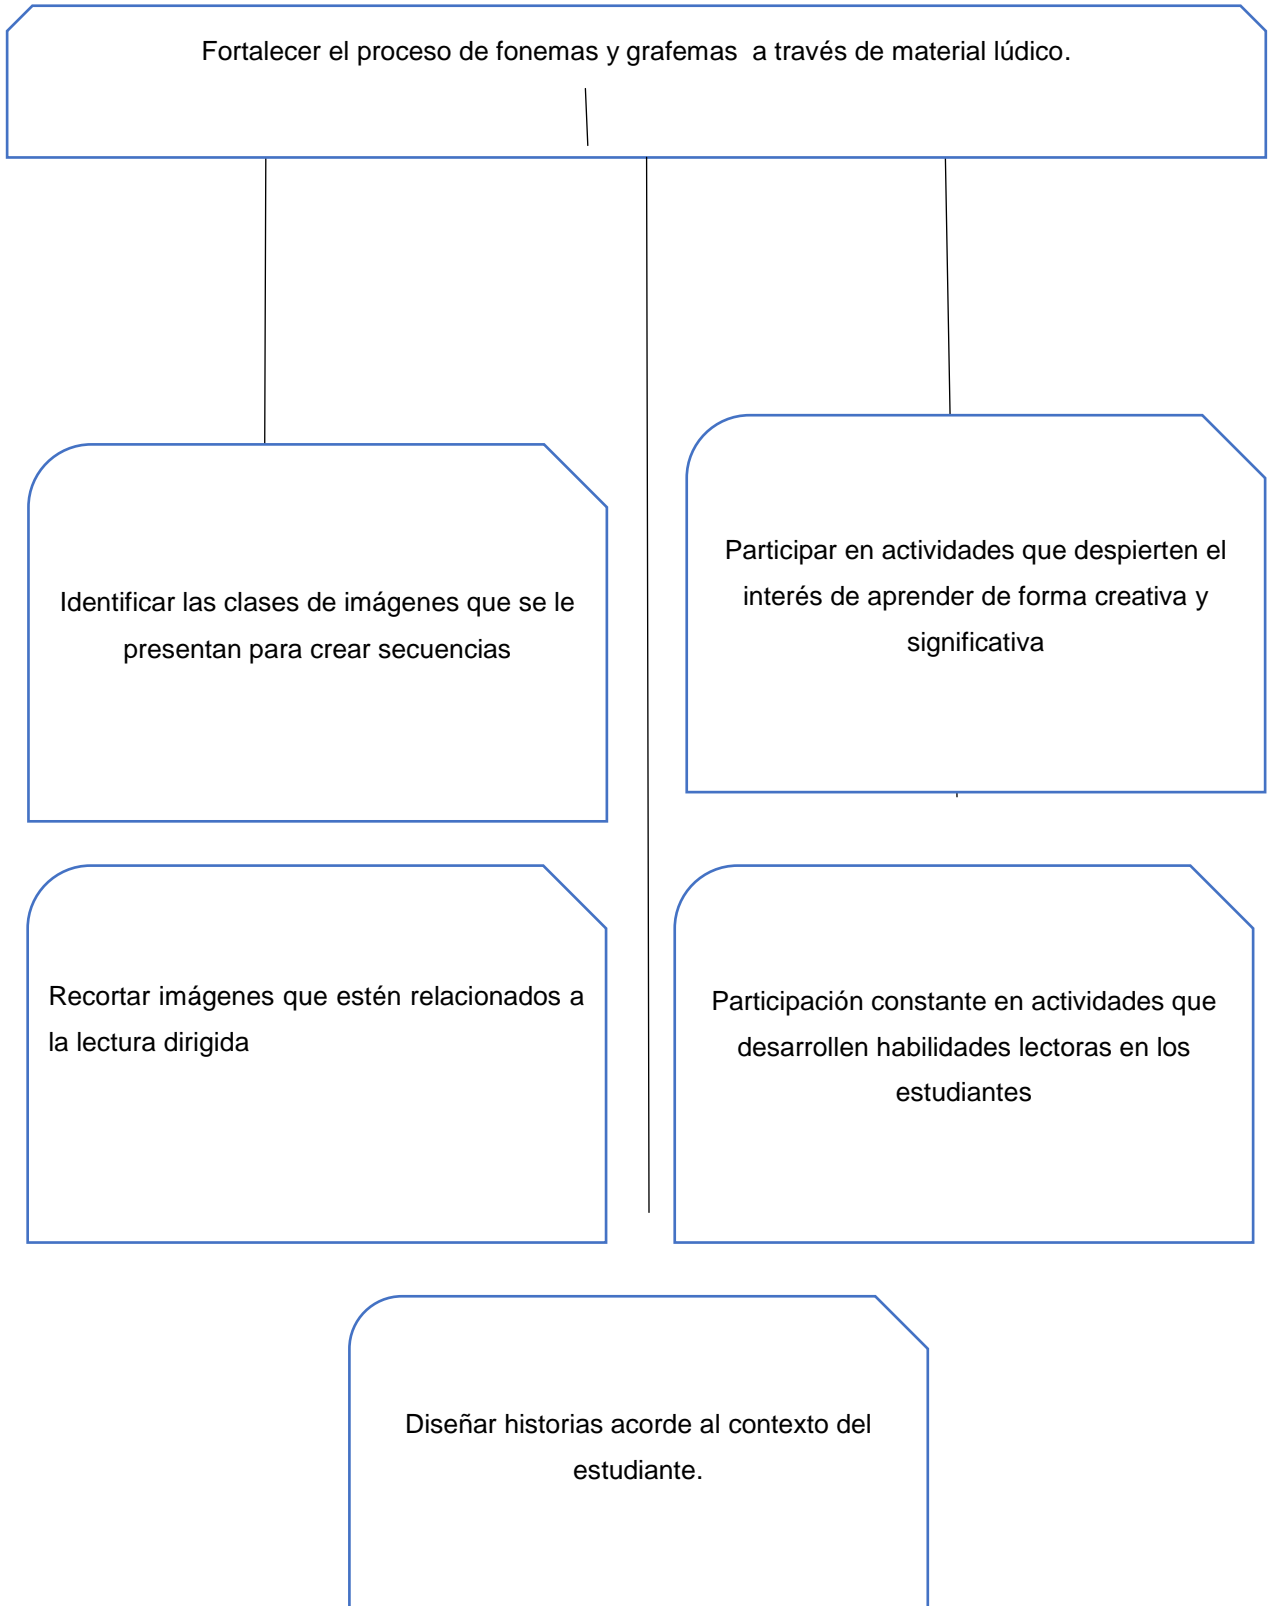 Fortalecer el proceso de fonemas y grafemas  a través de material lúdico.
Identificar las clases de imágenes que se le
presentan para crear secuencias
Participar en actividades que despierten el
interés de aprender de forma creativa y
significativa
Recortar imágenes que estén relacionados a
la lectura dirigida
Participación constante en actividades que
desarrollen habilidades lectoras en los
estudiantes
Diseñar historias acorde al contexto del
estudiante.